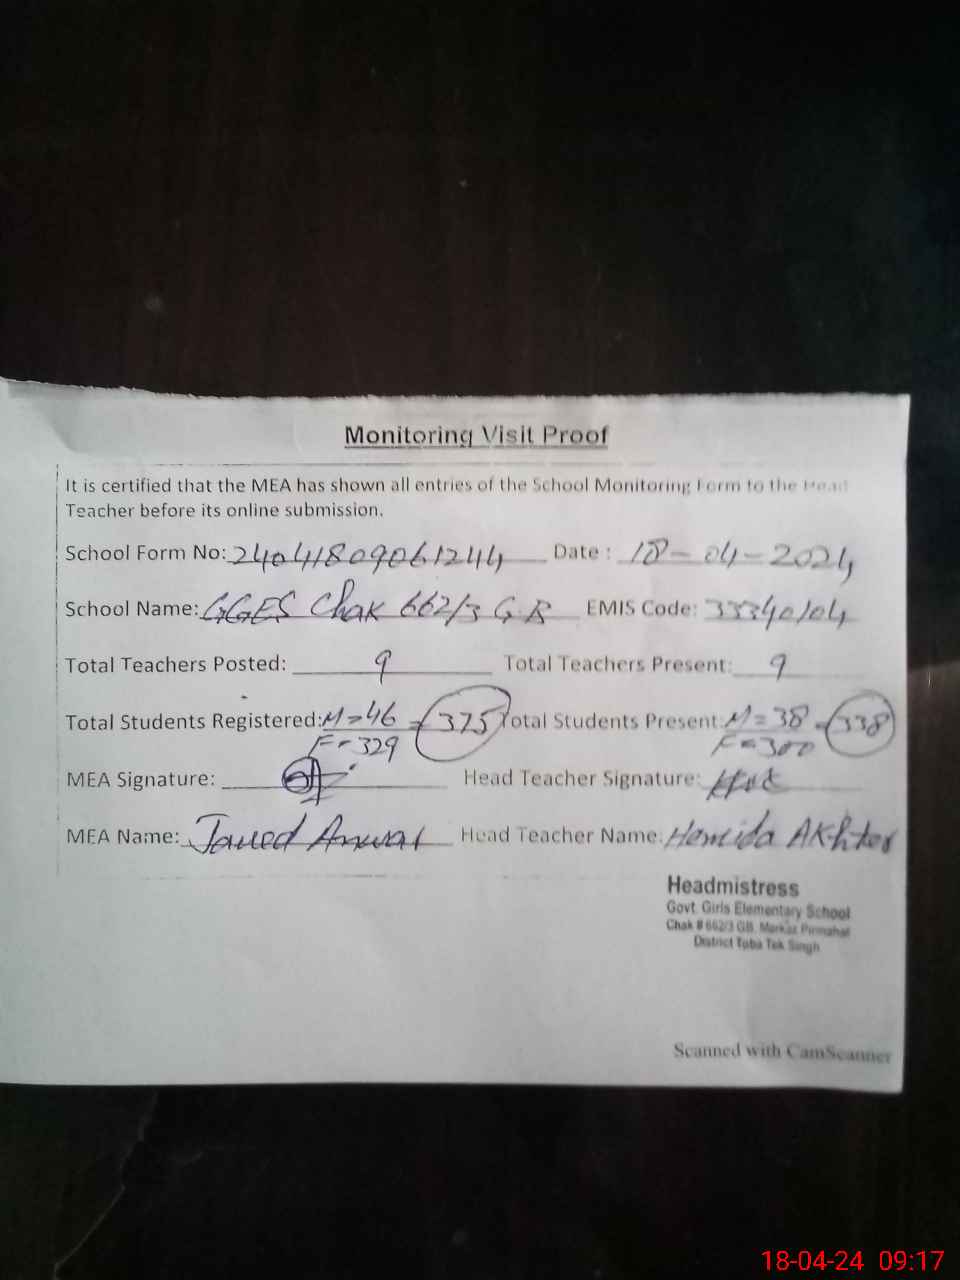 Monitoring Visit Proof
It is certified that the MEA has shown all entries of the School Monitoring Form to the Head
Teacher before its online submission.
School Form No: 24041809061244 Date : 18-04-2024
School Name: GGES Chak 662/3 G.B EMIS Code: 33340104
Total Teachers Posted: 9 Total Teachers Present: 9
Total Students Registered: M=46 = 375 Total Students Present: M=38 = 338
F=329 F=300
MEA Signature: Head Teacher Signature:
MEA Name: Javed Anwar Head Teacher Name: Hamida Akhter
Headmistress
Govt. Girls Elementary School
Chak # 662/3 GB, Markaz Pirmahal
District Toba Tek Singh
Scanned with CamScanner
18-04-24 09:17